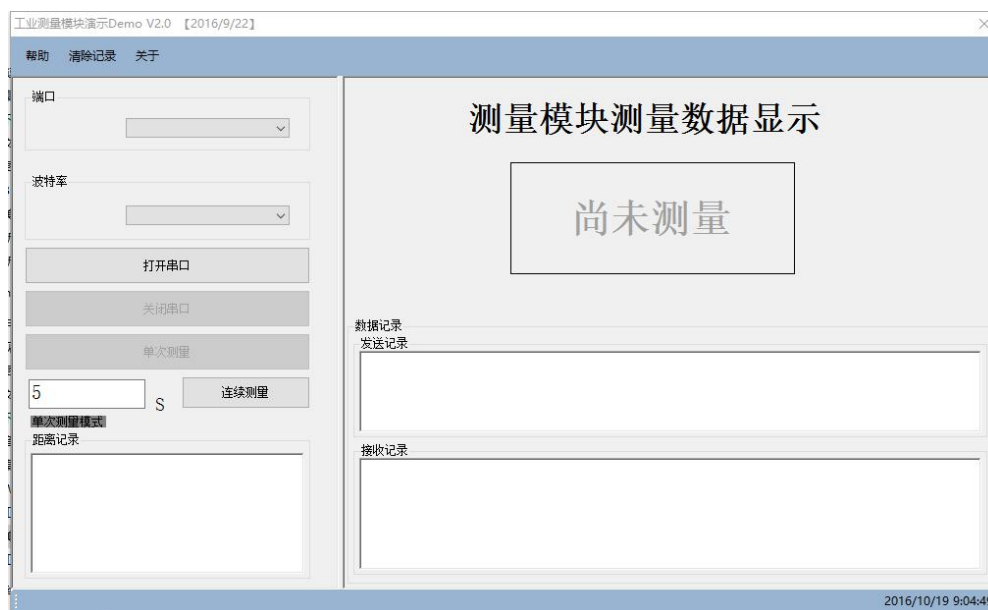 工业测量模块演示Demo V2.0 【2016/9/22】
帮助 清除记录 关于
端口
波特率
打开串口
关闭串口
单次测量
5 S 连续测量
单次测量模式
距离记录
测量模块测量数据显示
尚未测量
数据记录
发送记录
接收记录
2016/10/19 9:04:49